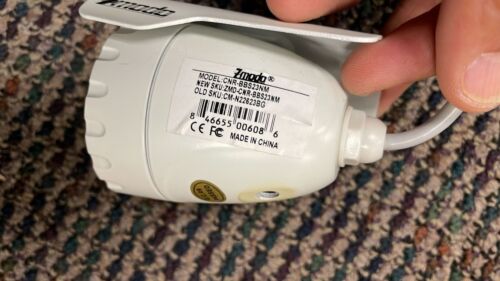 Zmodo
Zmodo®
MODEL:CNR-BBS23NM
NEW SKU:ZMD-CNR-BBS23NM
OLD SKU:CM-N22623BG
8 46655 00608 6
CE FC MADE IN CHINA